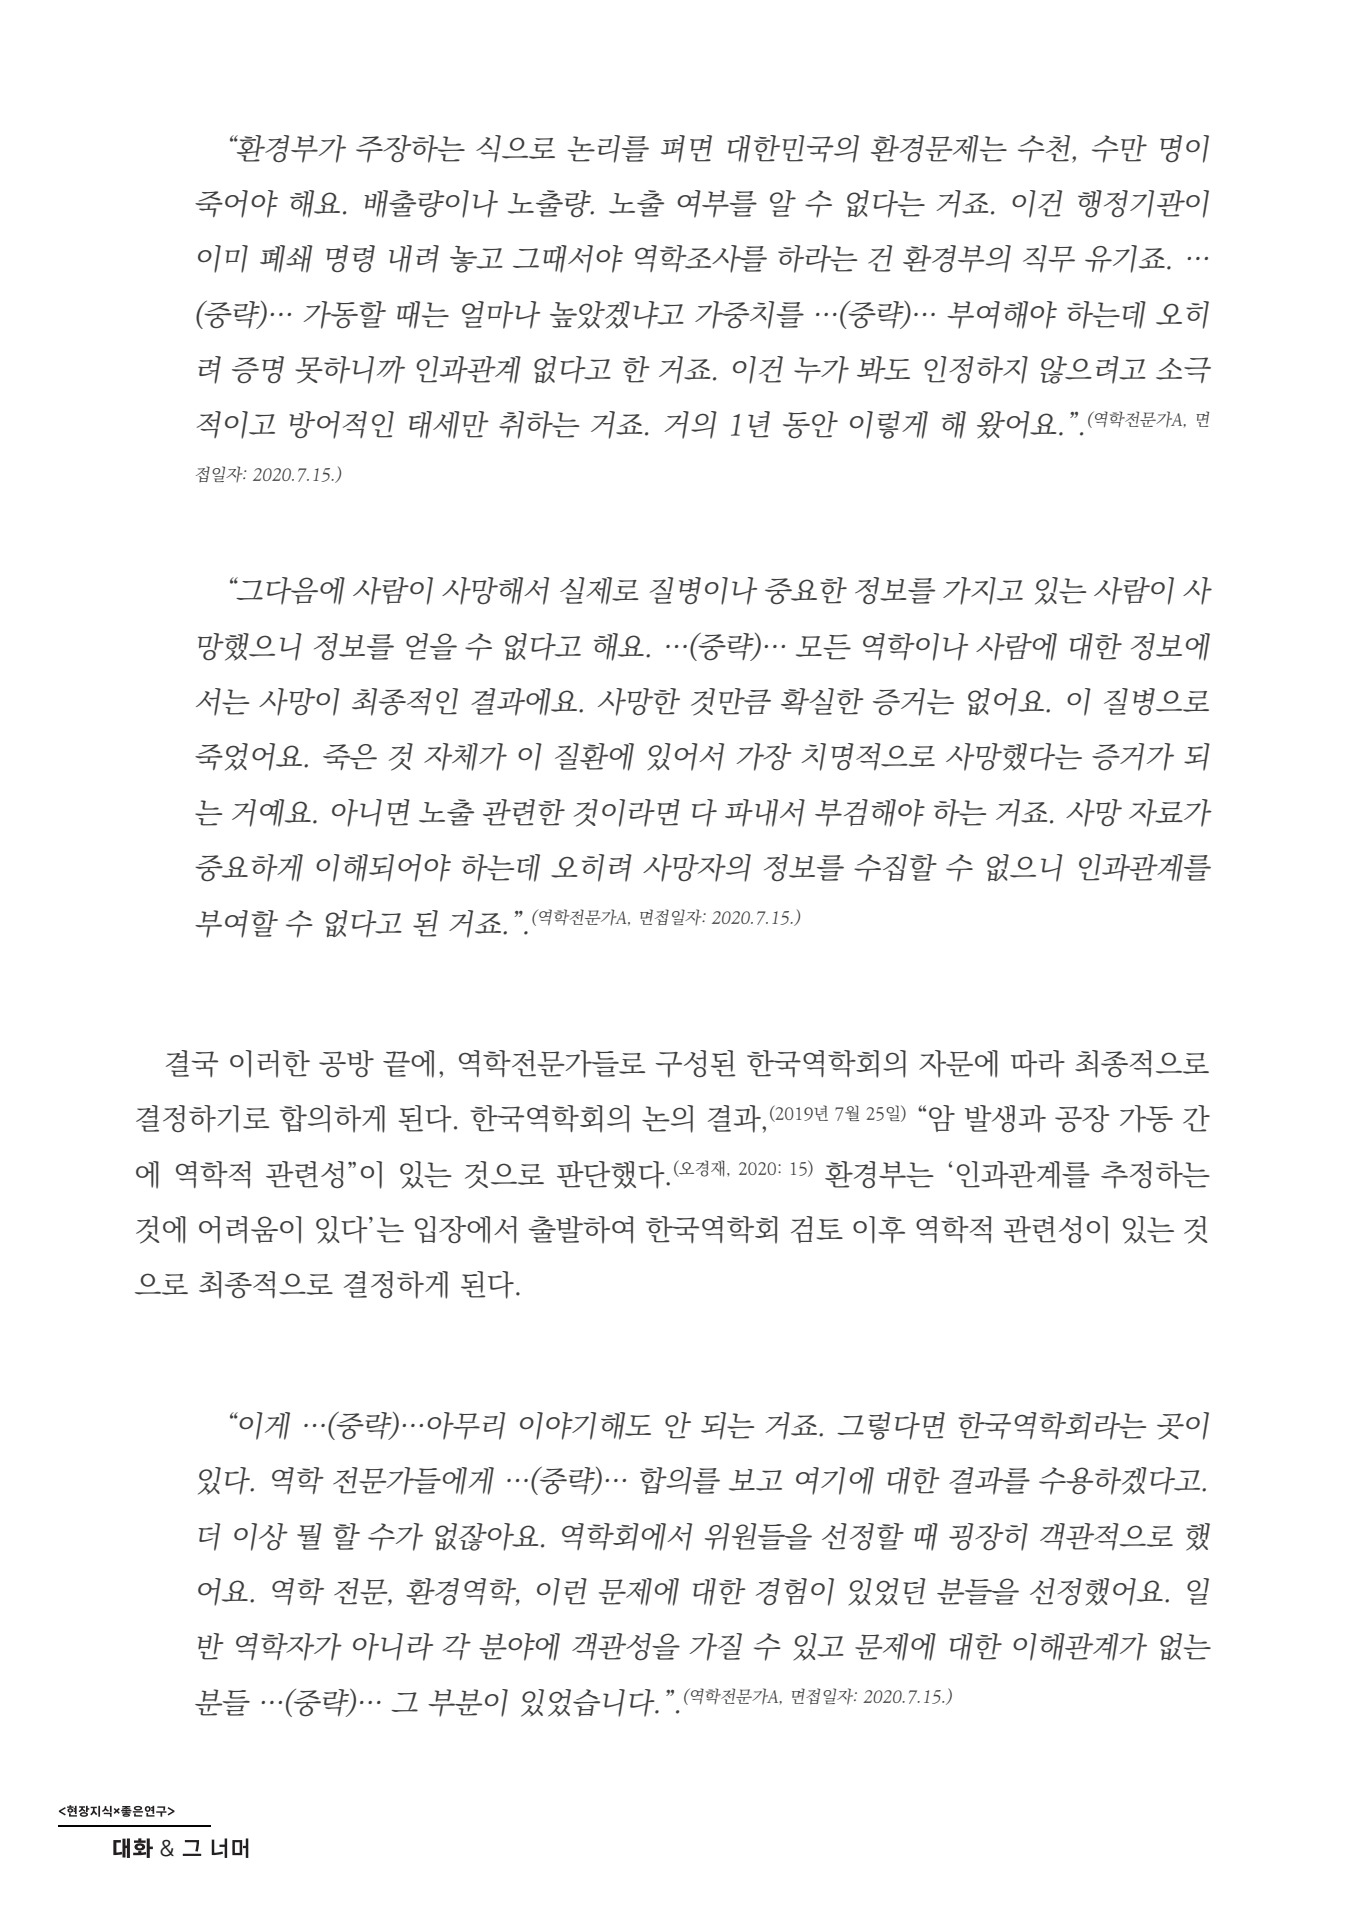 “환경부가 주장하는 식으로 논리를 펴면 대한민국의 환경문제는 수천, 수만 명이
죽어야 해요. 배출량이나 노출량. 노출 여부를 알 수 없다는 거죠. 이건 행정기관이
이미 폐쇄 명령 내려 놓고 그때서야 역학조사를 하라는 건 환경부의 직무 유기죠. …
(중략)… 가동할 때는 얼마나 높았겠냐고 가중치를 …(중략)… 부여해야 하는데 오히
려 증명 못하니까 인과관계 없다고 한 거죠. 이건 누가 봐도 인정하지 않으려고 소극
적이고 방어적인 태세만 취하는 거죠. 거의 1년 동안 이렇게 해 왔어요.”.(역학전문가A, 면
접일자: 2020.7.15.)
“그다음에 사람이 사망해서 실제로 질병이나 중요한 정보를 가지고 있는 사람이 사
망했으니 정보를 얻을 수 없다고 해요. …(중략)… 모든 역학이나 사람에 대한 정보에
서는 사망이 최종적인 결과에요. 사망한 것만큼 확실한 증거는 없어요. 이 질병으로
죽었어요. 죽은 것 자체가 이 질환에 있어서 가장 치명적으로 사망했다는 증거가 되
는 거예요. 아니면 노출 관련한 것이라면 다 파내서 부검해야 하는 거죠. 사망 자료가
중요하게 이해되어야 하는데 오히려 사망자의 정보를 수집할 수 없으니 인과관계를
부여할 수 없다고 된 거죠.”.(역학전문가A, 면접일자: 2020.7.15.)
결국 이러한 공방 끝에, 역학전문가들로 구성된 한국역학회의 자문에 따라 최종적으로
결정하기로 합의하게 된다. 한국역학회의 논의 결과,(2019년 7월 25일) “암 발생과 공장 가동 간
에 역학적 관련성”이 있는 것으로 판단했다.(오경재, 2020: 15) 환경부는 ‘인과관계를 추정하는
것에 어려움이 있다’는 입장에서 출발하여 한국역학회 검토 이후 역학적 관련성이 있는 것
으로 최종적으로 결정하게 된다.
“이게 …(중략)…아무리 이야기해도 안 되는 거죠. 그렇다면 한국역학회라는 곳이
있다. 역학 전문가들에게 …(중략)… 합의를 보고 여기에 대한 결과를 수용하겠다고.
더 이상 뭘 할 수가 없잖아요. 역학회에서 위원들을 선정할 때 굉장히 객관적으로 했
어요. 역학 전문, 환경역학, 이런 문제에 대한 경험이 있었던 분들을 선정했어요. 일
반 역학자가 아니라 각 분야에 객관성을 가질 수 있고 문제에 대한 이해관계가 없는
분들 …(중략)… 그 부분이 있었습니다.”.(역학전문가A, 면접일자: 2020.7.15.)
<현장지식×좋은연구>
대화 & 그 너머